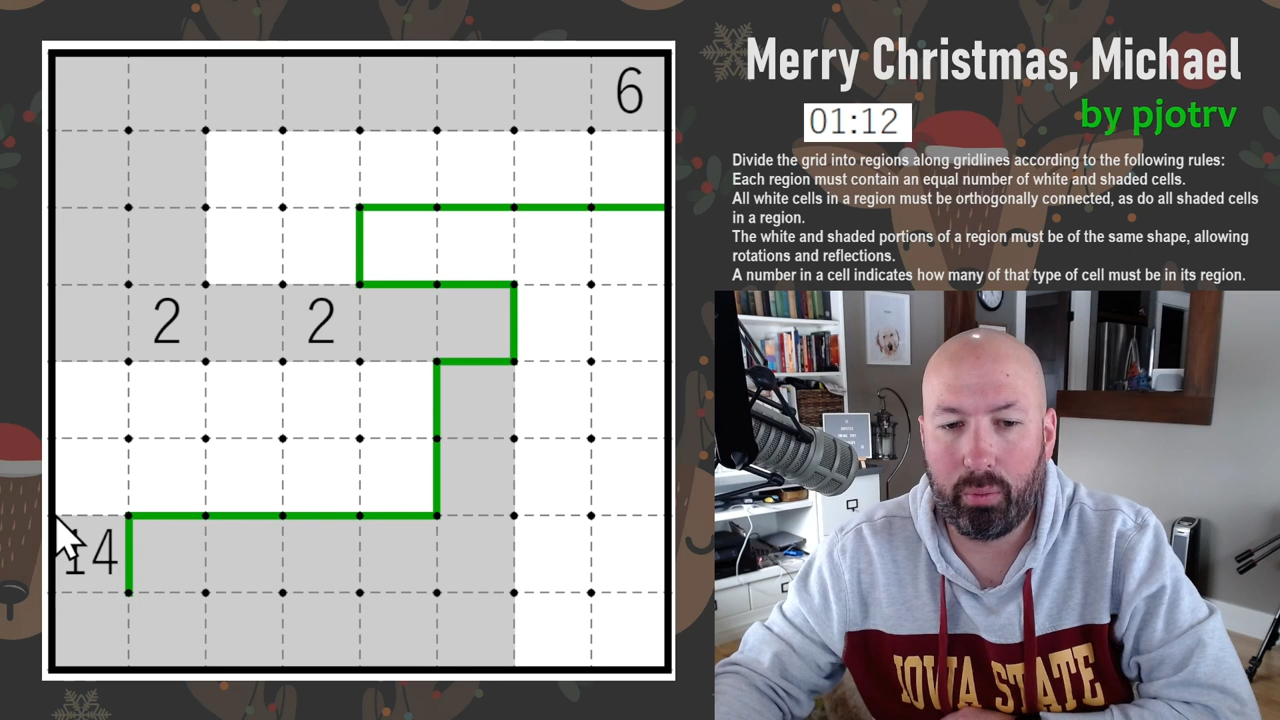 6
Merry Christmas, Michael
01:12
by pjotrv
Divide the grid into regions along gridlines according to the following rules:
Each region must contain an equal number of white and shaded cells.
All white cells in a region must be orthogonally connected, as do all shaded cells
in a region.
The white and shaded portions of a region must be of the same shape, allowing
rotations and reflections.
A number in a cell indicates how many of that type of cell must be in its region.
2 2
14
IOWA STATE